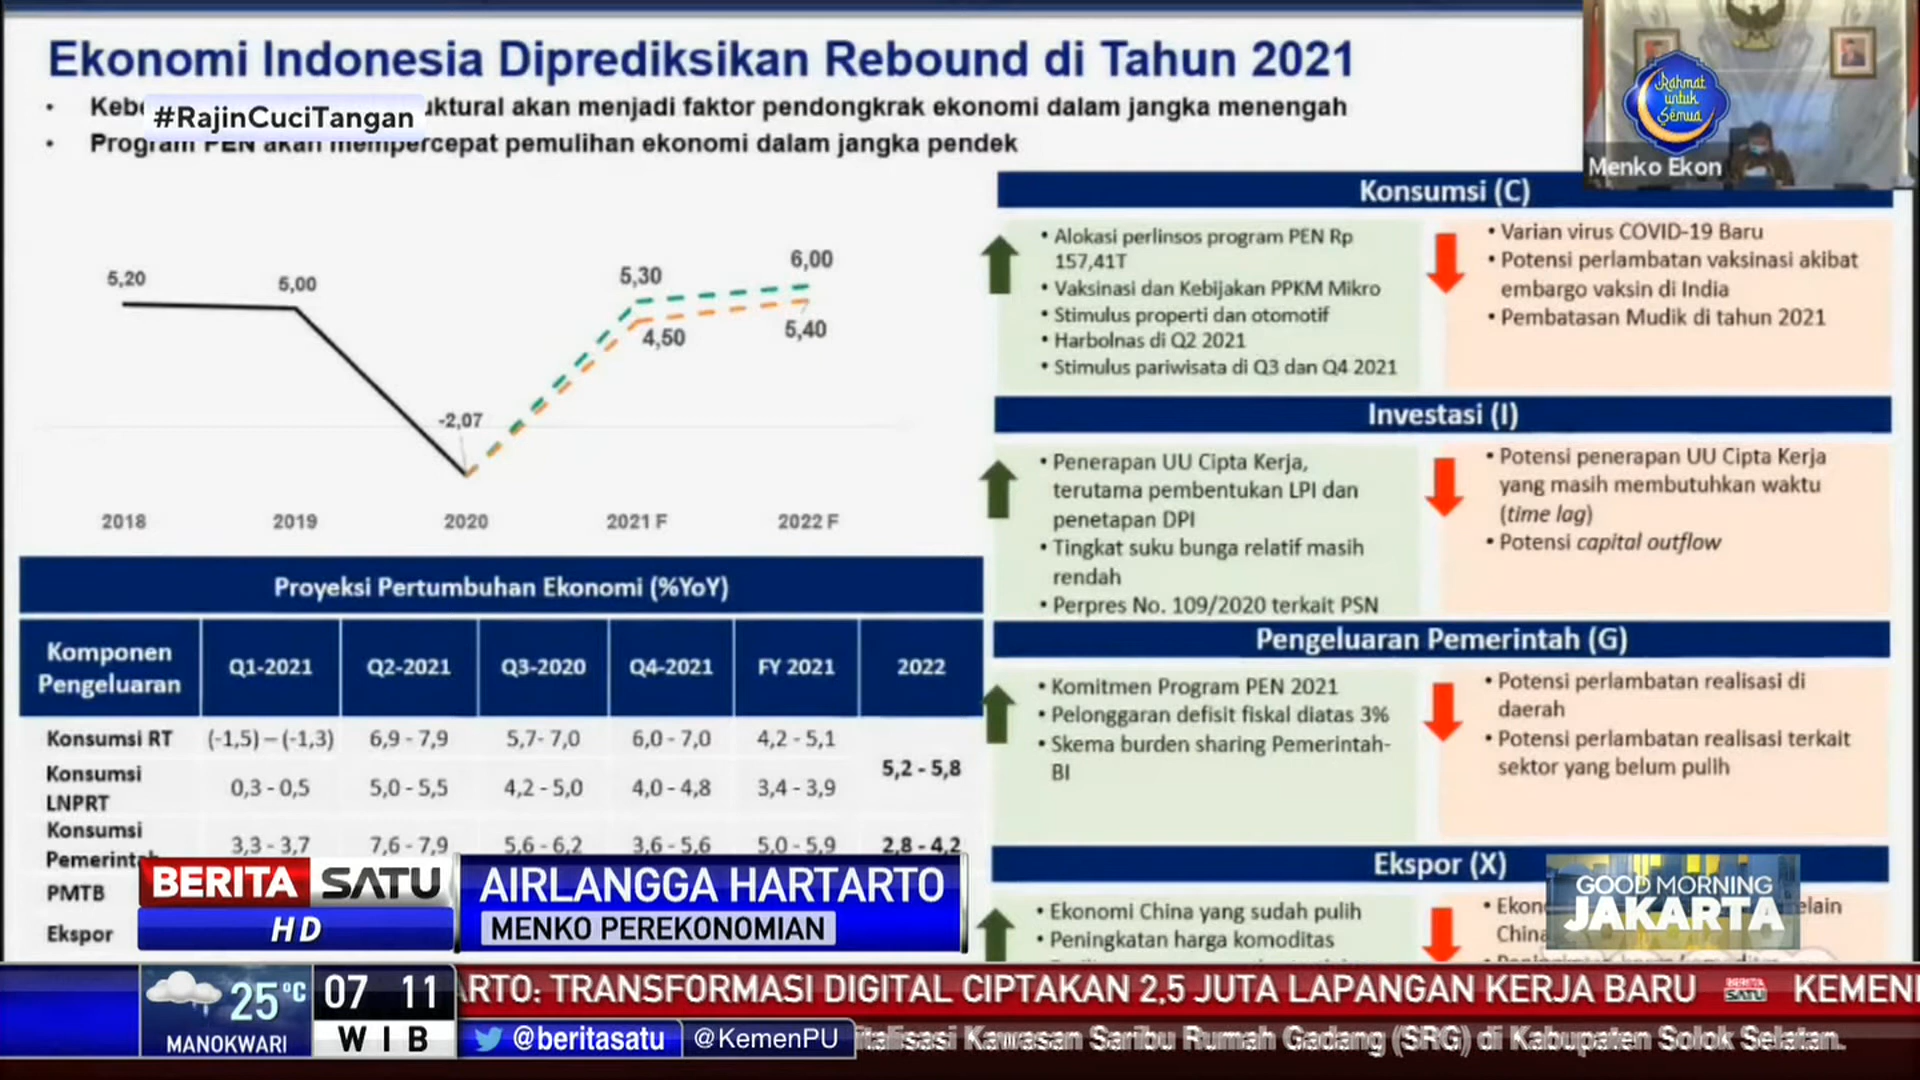 Ekonomi Indonesia Diprediksikan Rebound di Tahun 2021
uktural akan menjadi faktor pendongkrak ekonomi dalam jangka menengah
#RajinCuciTangan
Program PEN akan mempercepat pemulihan ekonomi dalam jangka pendek
Rahmat
untuk
Semua
Menko Ekon
5,20
5,00
-2,07
5,30
6,00
4,50
5,40
2018 2019 2020 2021 F 2022 F
Proyeksi Pertumbuhan Ekonomi (%YoY)
Komponen Pengeluaran Q1-2021 Q2-2021 Q3-2020 Q4-2021 FY 2021 2022
Konsumsi RT (-1,5) – (-1,3) 6,9 - 7,9 5,7- 7,0 6,0 - 7,0 4,2 - 5,1
5,2 - 5,8
Konsumsi LNPRT 0,3 - 0,5 5,0 - 5,5 4,2 - 5,0 4,0 - 4,8 3,4 - 3,9
Konsumsi Pemerintah 3,3 - 3,7 7,6 - 7,9 5,6 - 6,2 3,6 - 5,6 5,0 - 5,9 2,8 - 4,2
PMTB
Ekspor
Konsumsi (C)
• Alokasi perlinsos program PEN Rp
157,41T
• Vaksinasi dan Kebijakan PPKM Mikro
• Stimulus properti dan otomotif
• Harbolnas di Q2 2021
• Stimulus pariwisata di Q3 dan Q4 2021
• Varian virus COVID-19 Baru
• Potensi perlambatan vaksinasi akibat
embargo vaksin di India
• Pembatasan Mudik di tahun 2021
Investasi (I)
• Penerapan UU Cipta Kerja,
terutama pembentukan LPI dan
penetapan DPI
• Tingkat suku bunga relatif masih
rendah
• Perpres No. 109/2020 terkait PSN
• Potensi penerapan UU Cipta Kerja
yang masih membutuhkan waktu
(time lag)
• Potensi capital outflow
Pengeluaran Pemerintah (G)
• Komitmen Program PEN 2021
• Pelonggaran defisit fiskal diatas 3%
• Skema burden sharing Pemerintah-
BI
• Potensi perlambatan realisasi di
daerah
• Potensi perlambatan realisasi terkait
sektor yang belum pulih
Ekspor (X)
• Ekonomi China yang sudah pulih
• Peningkatan harga komoditas
GOOD MORNING
JAKARTA
BERITA SATU
HD
AIRLANGGA HARTARTO
MENKO PEREKONOMIAN
25°C
MANOKWARI
07 11
WIB
ARTO: TRANSFORMASI DIGITAL CIPTAKAN 2,5 JUTA LAPANGAN KERJA BARU BERITA SATU KEMEN
@beritasatu @KemenPU
italisasi Kawasan Saribu Rumah Gadang (SRG) di Kabupaten Solok Selatan.